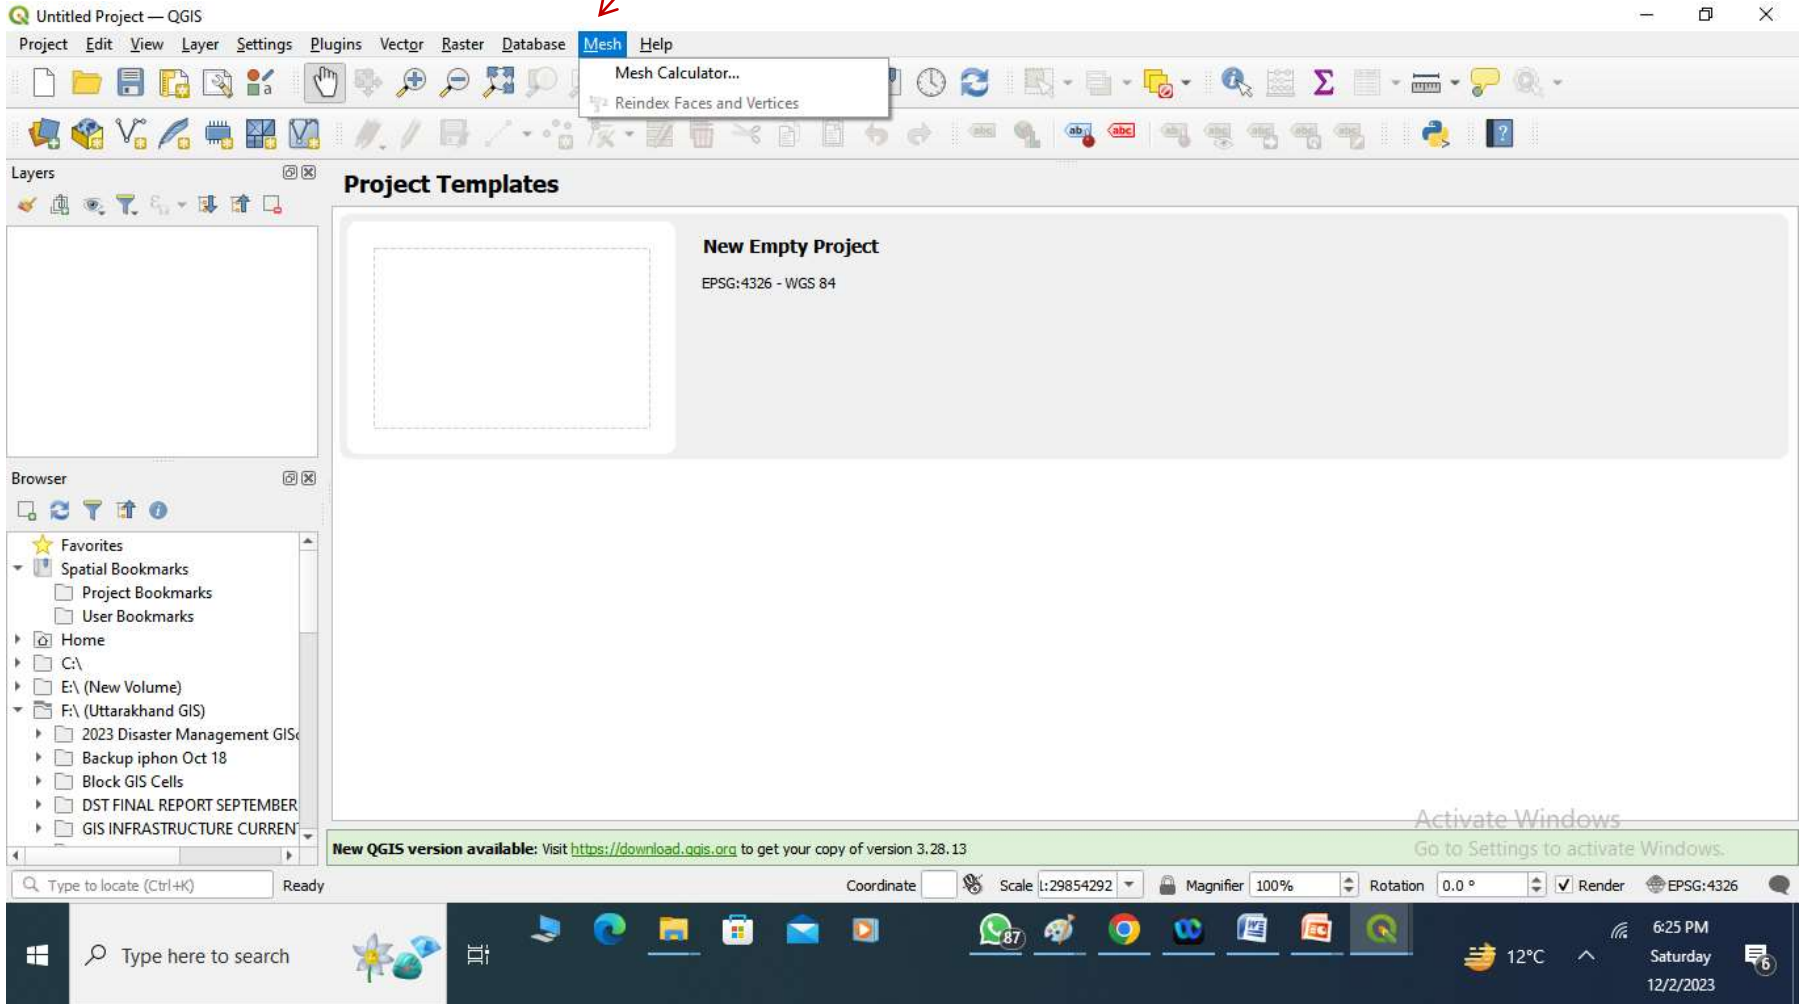 Untitled Project — QGIS
Project Edit View Layer Settings Plugins Vector Raster Database Mesh Help
Mesh Calculator...
Reindex Faces and Vertices
Layers
Project Templates
New Empty Project
EPSG:4326 - WGS 84
Browser
Favorites
Spatial Bookmarks
Project Bookmarks
User Bookmarks
Home
C:\
E:\ (New Volume)
F:\ (Uttarakhand GIS)
2023 Disaster Management GISc
Backup iphon Oct 18
Block GIS Cells
DST FINAL REPORT SEPTEMBER
GIS INFRASTRUCTURE CURRENT
Activate Windows
Go to Settings to activate Windows.
New QGIS version available: Visit https://download.qgis.org to get your copy of version 3.28.13
Type to locate (Ctrl+K) Ready Coordinate Scale 1:29854292 Magnifier 100% Rotation 0.0 ° Render EPSG:4326
Type here to search 87 12°C 6:25 PM
Saturday 6
12/2/2023